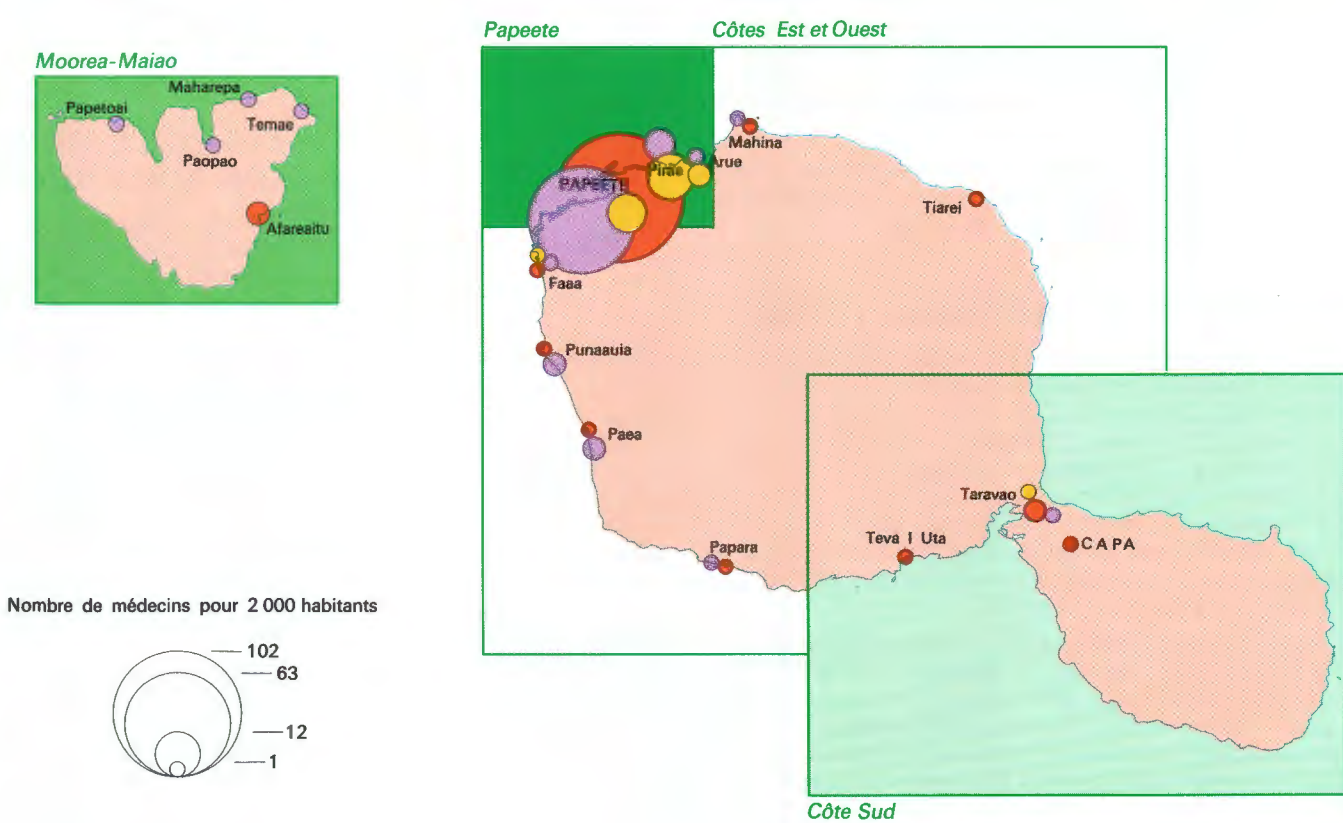 Papeete
Côtes Est et Ouest
Moorea-Maiao
Maharepa
Papetoai
Temae
Paopao
Afareaitu
Mahina
Arue
Pirae
PAPEETE
Tiarei
Faaa
Punaauia
Paea
Taravao
CAPA
Teva I Uta
Papara
Nombre de médecins pour 2 000 habitants
102
63
12
1
Côte Sud